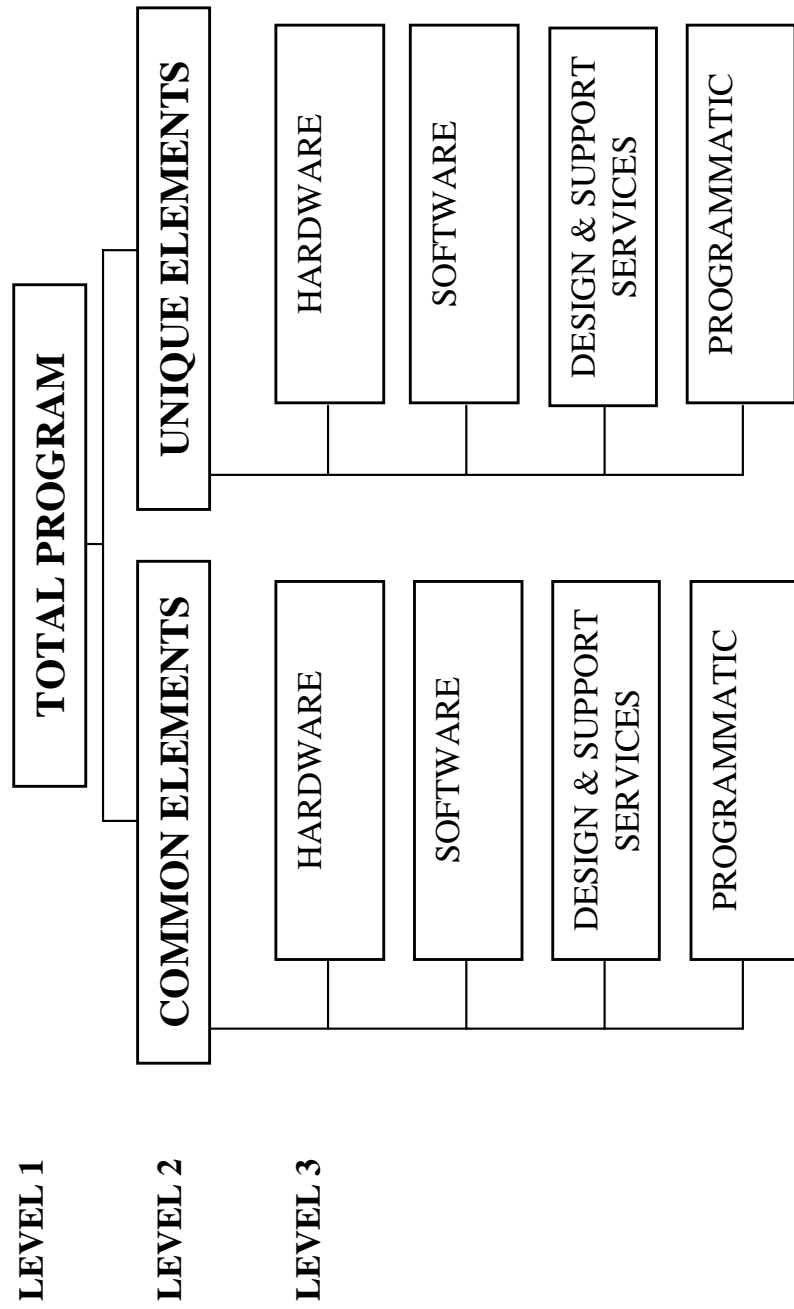 LEVEL 1
TOTAL PROGRAM
LEVEL 2
COMMON ELEMENTS
UNIQUE ELEMENTS
LEVEL 3
HARDWARE
SOFTWARE
DESIGN & SUPPORT
SERVICES
PROGRAMMATIC
HARDWARE
SOFTWARE
DESIGN & SUPPORT
SERVICES
PROGRAMMATIC